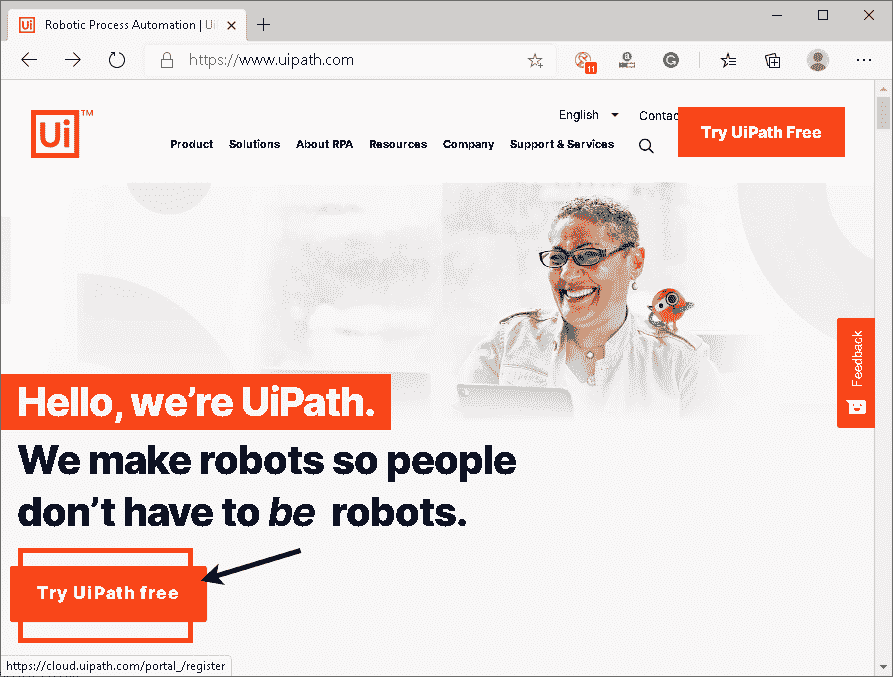 Ui Robotic Process Automation | Ui
https://www.uipath.com
11
a
G
Ui™
English
Contac
Try UiPath Free
Product Solutions About RPA Resources Company Support & Services
Feedback
Hello, we're UiPath.
We make robots so people
don't have to be robots.
Try UiPath free
https://cloud.uipath.com/portal_/register